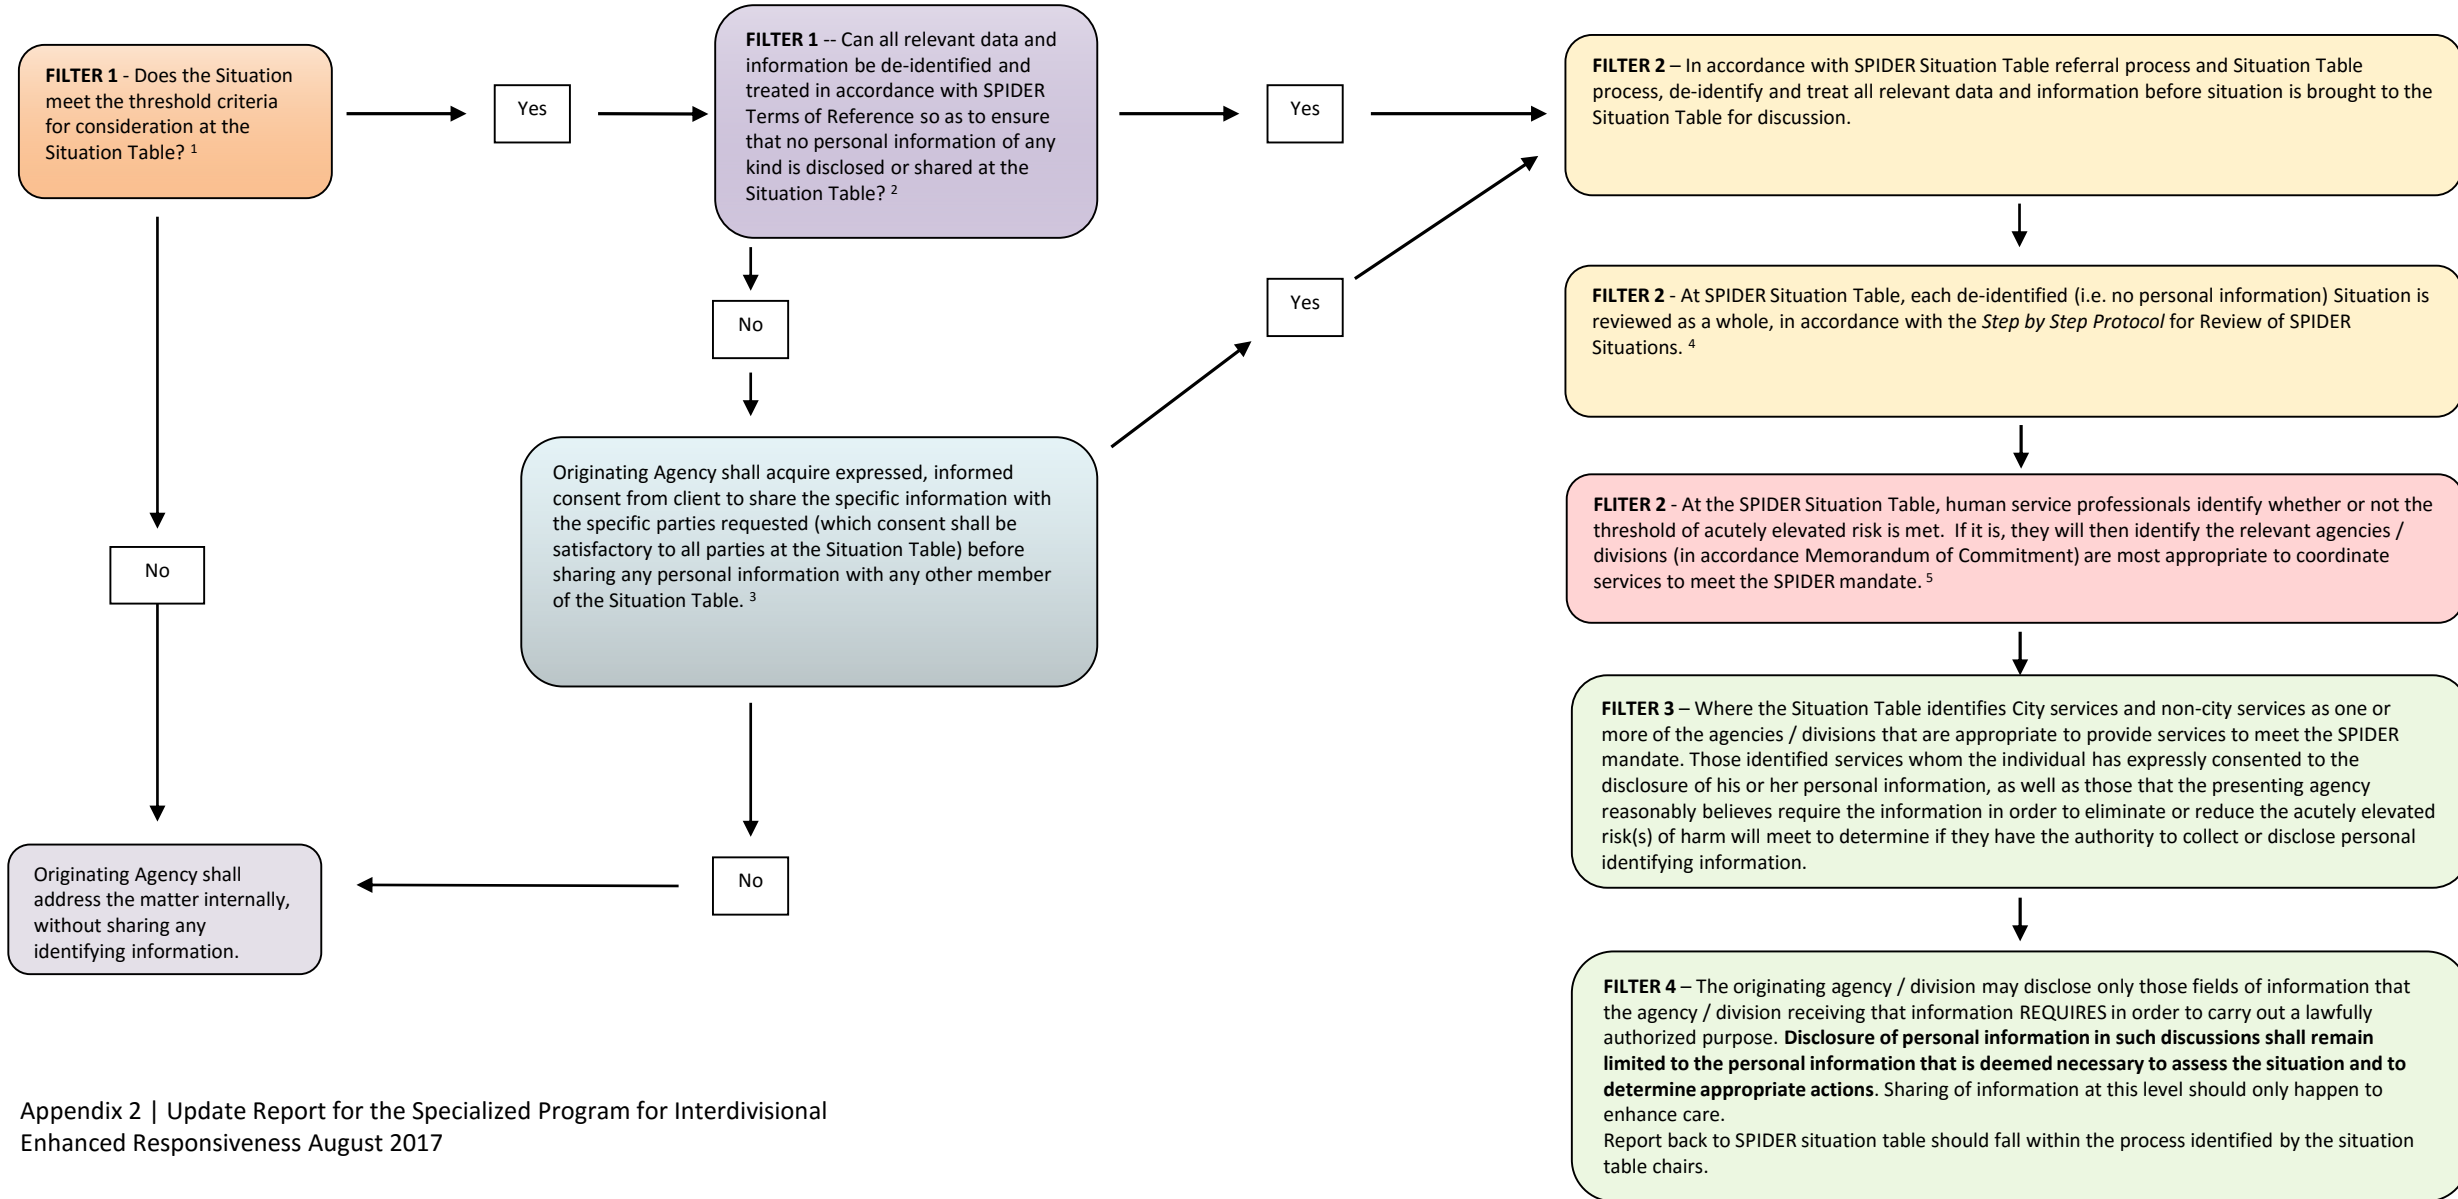 FILTER 1 - Does the Situation
meet the threshold criteria
for consideration at the
Situation Table? 1
Yes
FILTER 1 -- Can all relevant data and
information be de-identified and
treated in accordance with SPIDER
Terms of Reference so as to ensure
that no personal information of any
kind is disclosed or shared at the
Situation Table? 2
Yes
FILTER 2 – In accordance with SPIDER Situation Table referral process and Situation Table
process, de-identify and treat all relevant data and information before situation is brought to the
Situation Table for discussion.
No
Yes
FILTER 2 - At SPIDER Situation Table, each de-identified (i.e. no personal information) Situation is
reviewed as a whole, in accordance with the Step by Step Protocol for Review of SPIDER
Situations. 4
Originating Agency shall acquire expressed, informed
consent from client to share the specific information with
the specific parties requested (which consent shall be
satisfactory to all parties at the Situation Table) before
sharing any personal information with any other member
of the Situation Table. 3
FLITER 2 - At the SPIDER Situation Table, human service professionals identify whether or not the
threshold of acutely elevated risk is met.  If it is, they will then identify the relevant agencies /
divisions (in accordance Memorandum of Commitment) are most appropriate to coordinate
services to meet the SPIDER mandate. 5
No
FILTER 3 – Where the Situation Table identifies City services and non-city services as one or
more of the agencies / divisions that are appropriate to provide services to meet the SPIDER
mandate. Those identified services whom the individual has expressly consented to the
disclosure of his or her personal information, as well as those that the presenting agency
reasonably believes require the information in order to eliminate or reduce the acutely elevated
risk(s) of harm will meet to determine if they have the authority to collect or disclose personal
identifying information.
No
Originating Agency shall
address the matter internally,
without sharing any
identifying information.
FILTER 4 – The originating agency / division may disclose only those fields of information that
the agency / division receiving that information REQUIRES in order to carry out a lawfully
authorized purpose. Disclosure of personal information in such discussions shall remain
limited to the personal information that is deemed necessary to assess the situation and to
determine appropriate actions. Sharing of information at this level should only happen to
enhance care.
Report back to SPIDER situation table should fall within the process identified by the situation
table chairs.
Appendix 2 | Update Report for the Specialized Program for Interdivisional
Enhanced Responsiveness August 2017